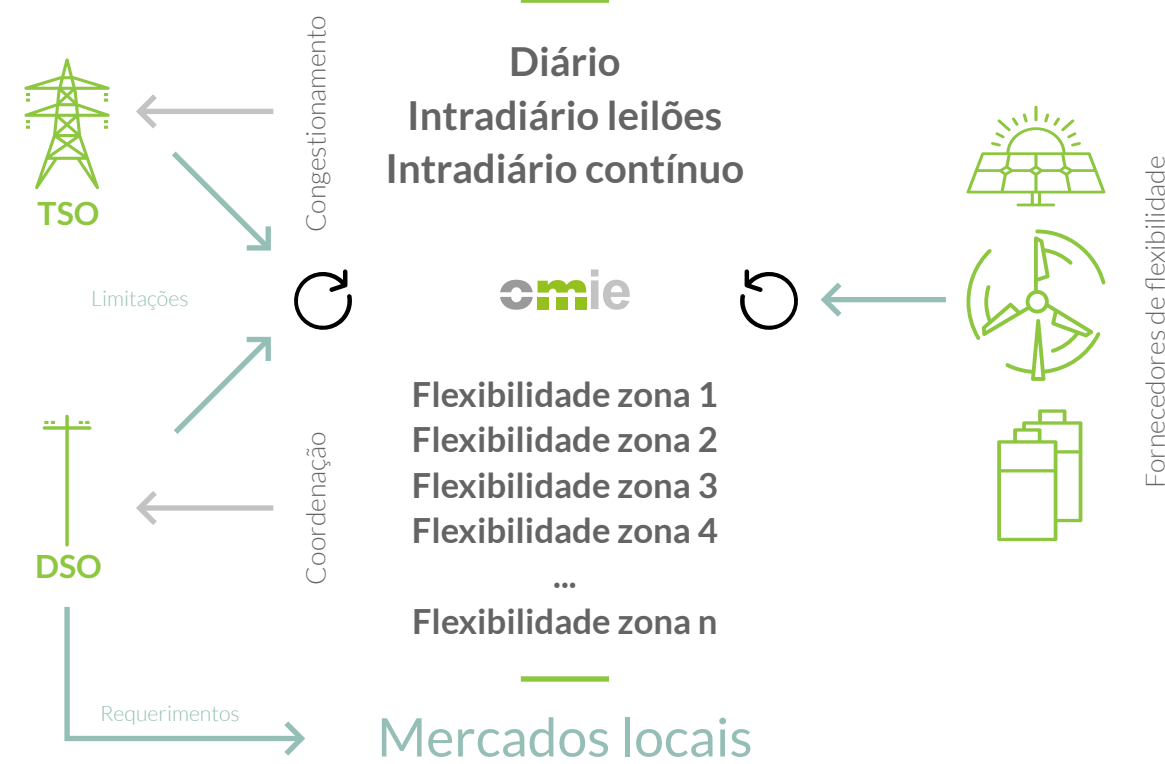 Diário
Intradiário leilões
Intradiário contínuo
Congestionamento
TSO
Limitações
omie
Fornecedores de flexibilidade
Flexibilidade zona 1
Flexibilidade zona 2
Flexibilidade zona 3
Flexibilidade zona 4
...
Flexibilidade zona n
Coordenação
DSO
Requerimentos
Mercados locais